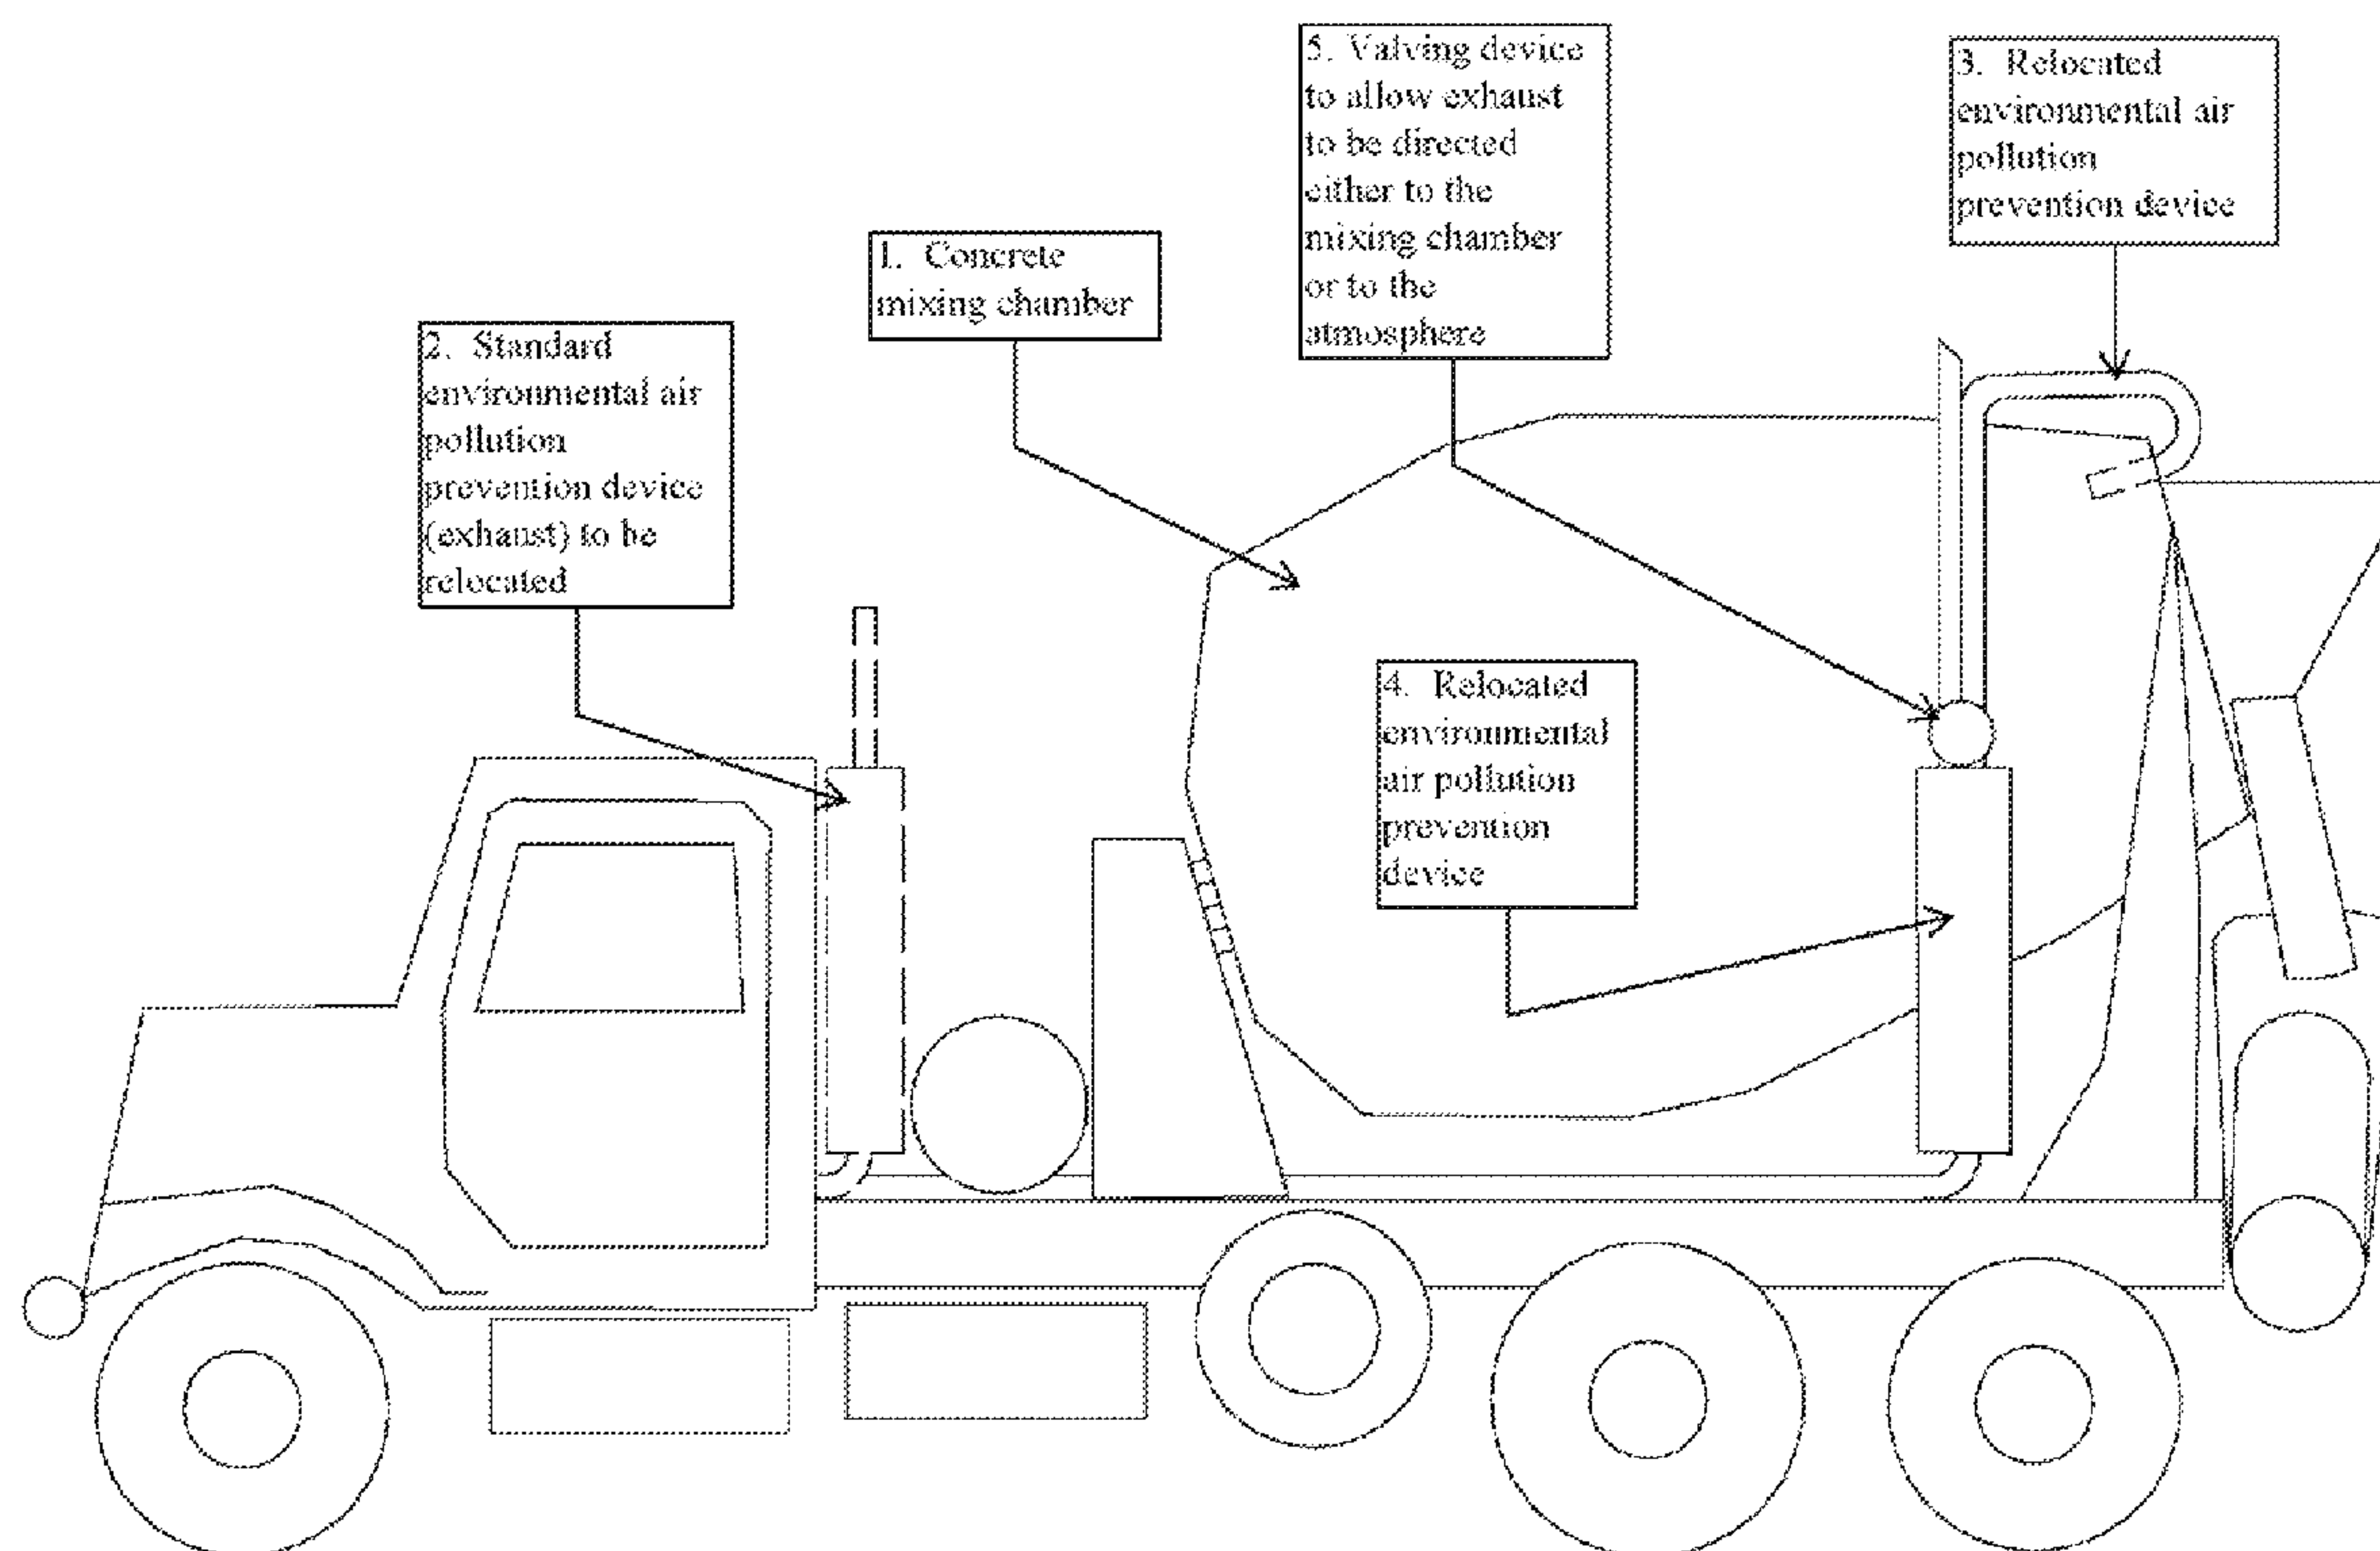 5. Valving device
to allow exhaust
to be directed
either to the
mixing chamber
or to the
atmosphere
3. Relocated
environmental air
pollution
prevention device
1. Concrete
mixing chamber
2. Standard
environmental air
pollution
prevention device
(exhaust) to be
relocated
4. Relocated
environmental
air pollution
prevention
device